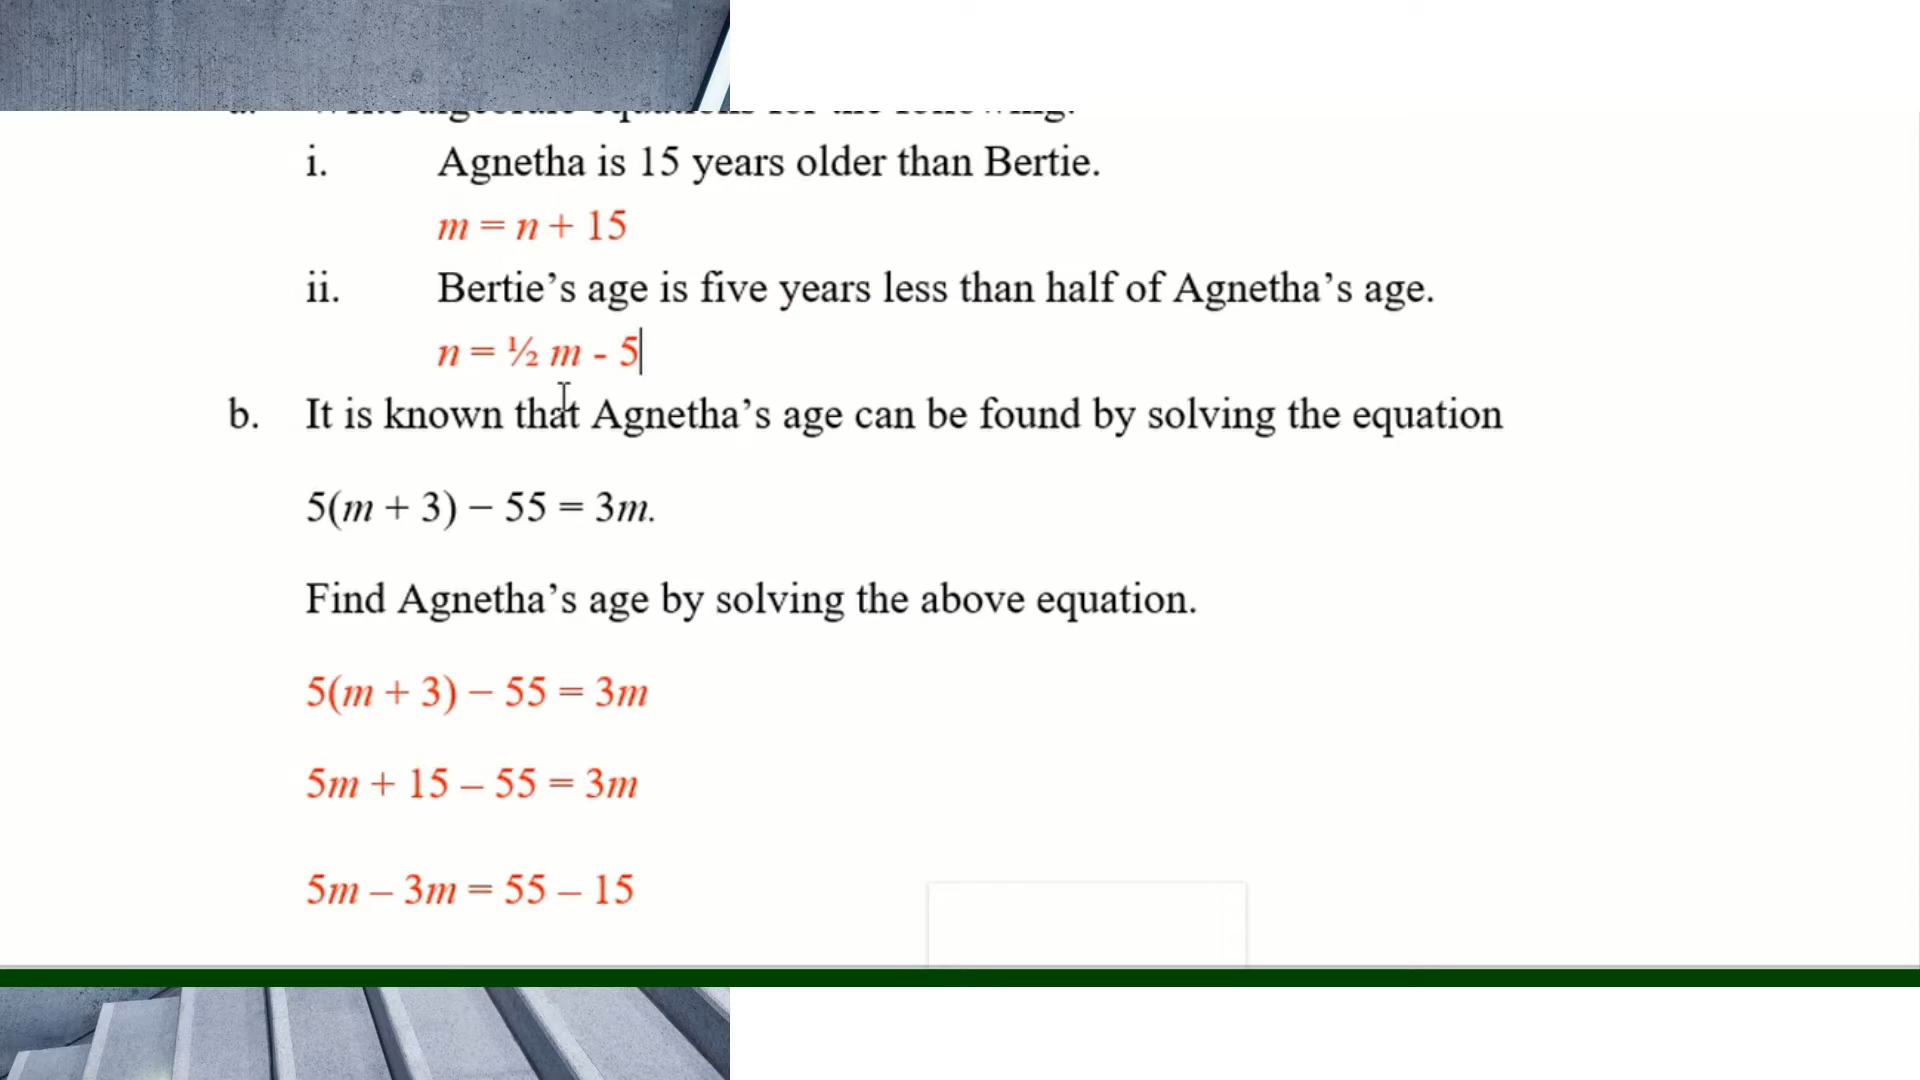 i. Agnetha is 15 years older than Bertie.
m = n + 15
ii. Bertie’s age is five years less than half of Agnetha’s age.
n = ½ m - 5
b. It is known that Agnetha’s age can be found by solving the equation
5(m + 3) – 55 = 3m.
Find Agnetha’s age by solving the above equation.
5(m + 3) – 55 = 3m
5m + 15 – 55 = 3m
5m – 3m = 55 – 15